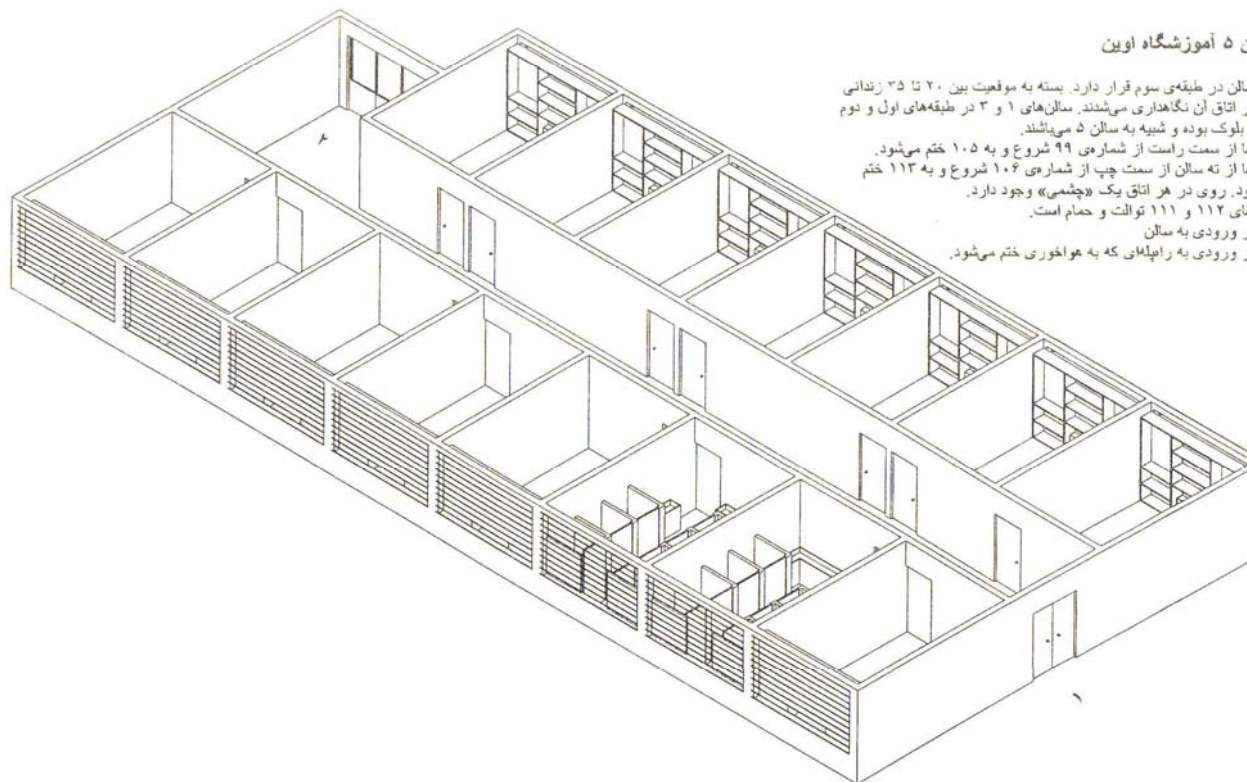 ۵ آموزشگاه اوین
سالن در طبقه‌ی سوم قرار دارد. بسته به موقعیت بین ۲۰ تا ۳۵ زندانی
اتاق آن نگاهداری می‌شدند. سالن‌های ۱ و ۳ در طبقه‌های اول و دوم
بلوک بوده و شبیه به سالن ۵ می‌باشند.
از سمت راست از شماره‌ی ۹۹ شروع و به ۱۰۵ ختم می‌شود.
از ته سالن از سمت چپ از شماره‌ی ۱۰۶ شروع و به ۱۱۳ ختم
روی در هر اتاق یک «چشمی» وجود دارد.
۱۱۲ و ۱۱۱ توالت و حمام است.
ورودی به سالن
ورودی به راهپله‌ای که به هواخوری ختم می‌شود.
۲
۱